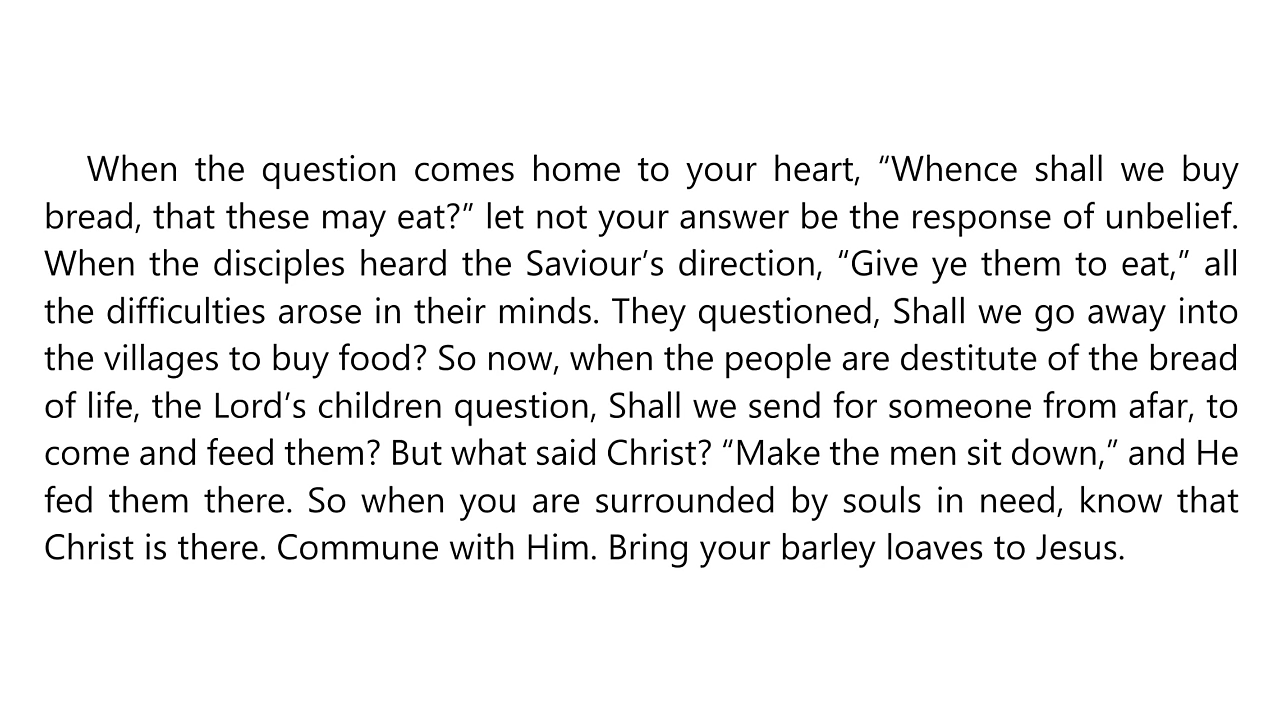 When the question comes home to your heart, “Whence shall we buy
bread, that these may eat?” let not your answer be the response of unbelief.
When the disciples heard the Saviour’s direction, “Give ye them to eat,” all
the difficulties arose in their minds. They questioned, Shall we go away into
the villages to buy food? So now, when the people are destitute of the bread
of life, the Lord’s children question, Shall we send for someone from afar, to
come and feed them? But what said Christ? “Make the men sit down,” and He
fed them there. So when you are surrounded by souls in need, know that
Christ is there. Commune with Him. Bring your barley loaves to Jesus.